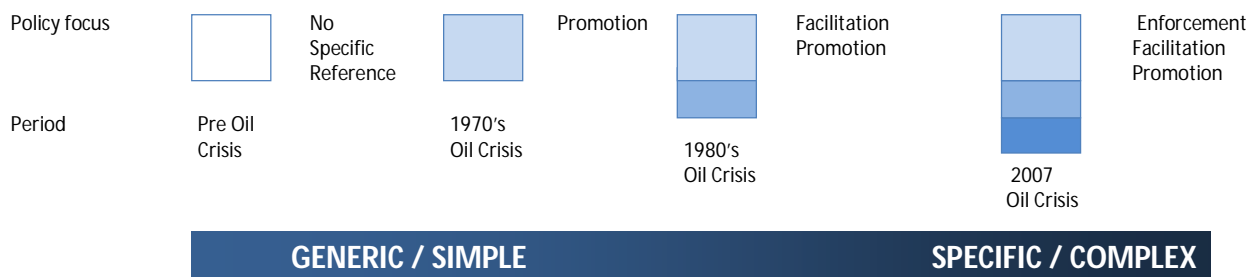 Policy focus
No
Specific
Reference
Promotion
Facilitation
Promotion
Enforcement
Facilitation
Promotion
Period
Pre Oil
Crisis
1970's
Oil Crisis
1980's
Oil Crisis
2007
Oil Crisis
GENERIC / SIMPLE
SPECIFIC / COMPLEX